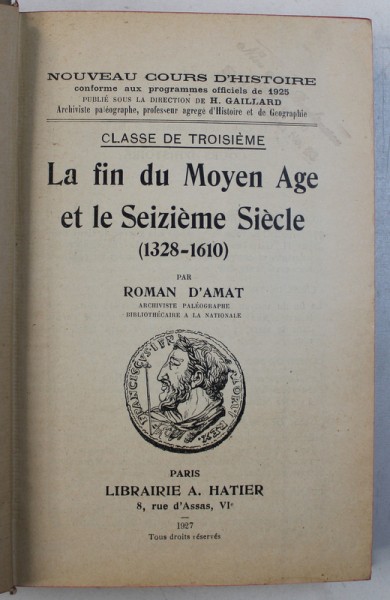 NOUVEAU COURS D'HISTOIRE
conforme aux programmes officiels de 1925
PUBLIÉ SOUS LA DIRECTION DE H. GAILLARD
Archiviste paléographe, professeur agrégé d'Histoire et de Géographie
CLASSE DE TROISIÈME
La fin du Moyen Age
et le Seizième Siècle
(1328-1610)
PAR
ROMAN D'AMAT
ARCHIVISTE PALÉOGRAPHE
BIBLIOTHÉCAIRE A LA NATIONALE
FRANCISCVS
REX
PARIS
LIBRAIRIE A. HATIER
8, rue d'Assas, VIe
1927
Tous droits réservés